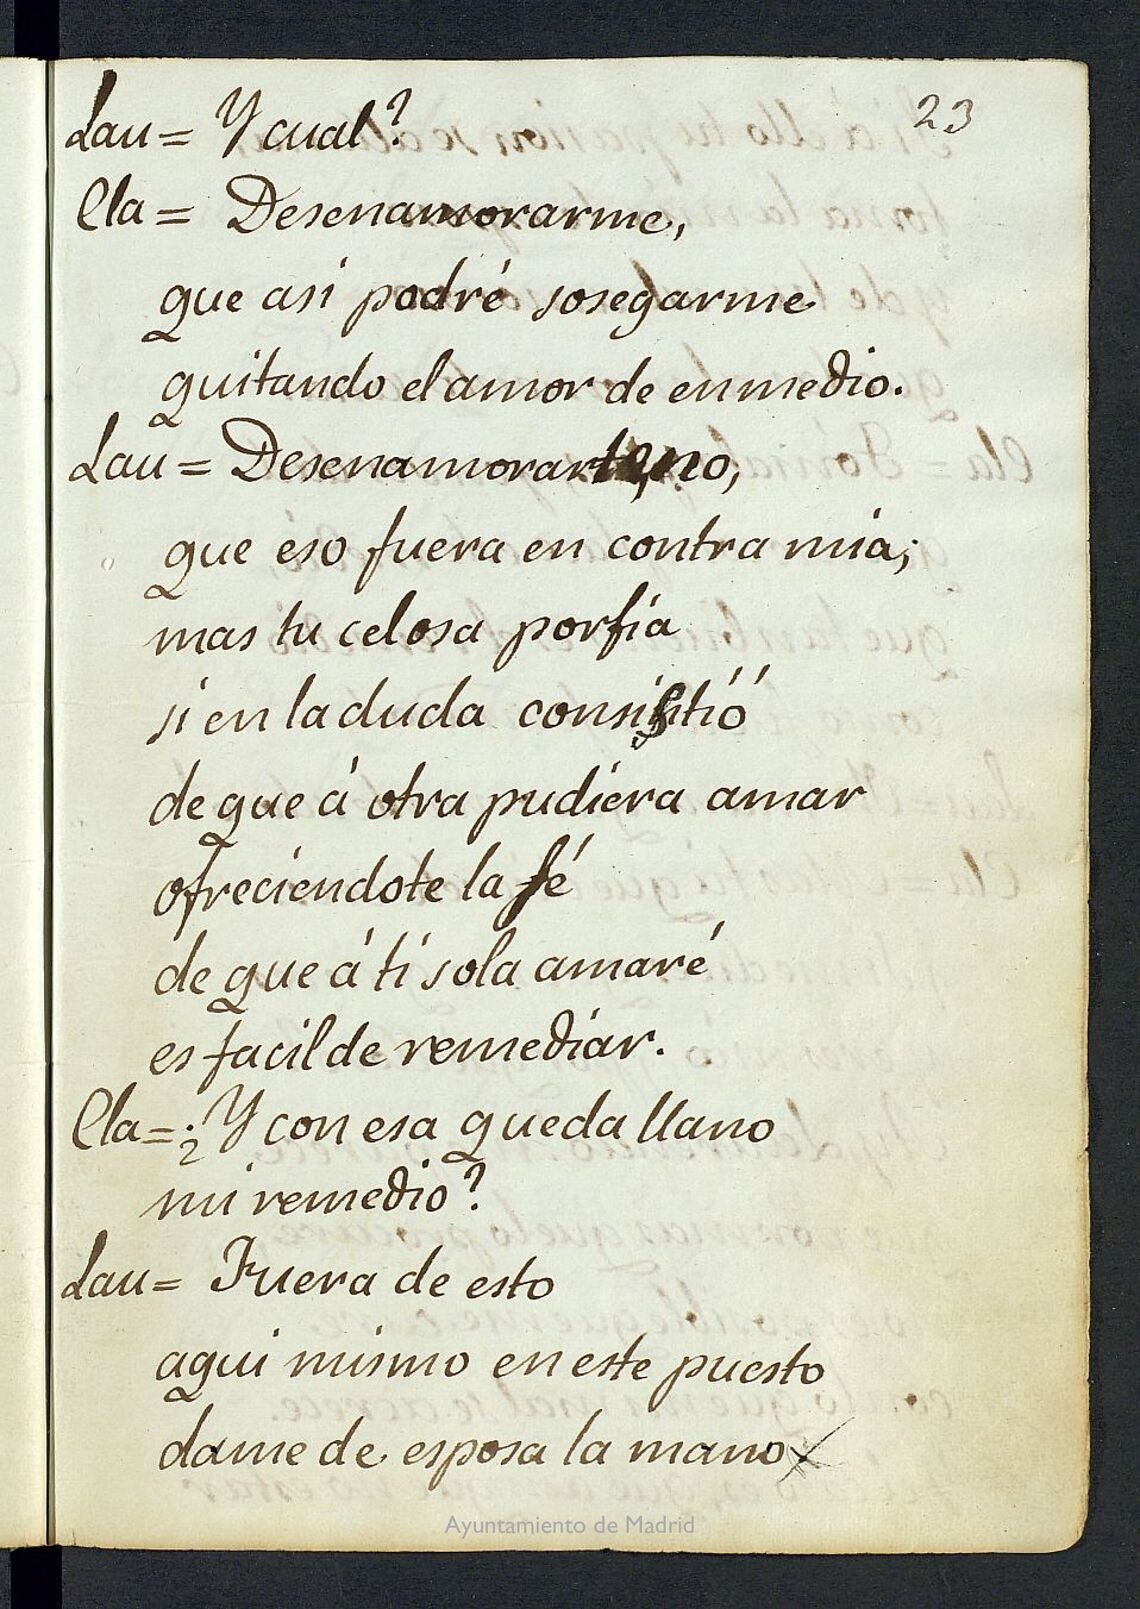 23
Lau = Y cual?
Cla = Desenamorarme,
que asi podré sosegarme
quitando el amor de enmedio.
Lau = Desenamorarte, no,
que eso fuera en contra mia;
mas tu celosa porfia
si en la duda consistió
de que á otra pudiera amar
ofreciendote la fé
de que á ti sola amaré
es facil de remediar.
Cla = ¿Y con esa queda llano
mi remedio?
Lau = Fuera de esto
aqui mismo en este puesto
dame de esposa la mano
Ayuntamiento de Madrid